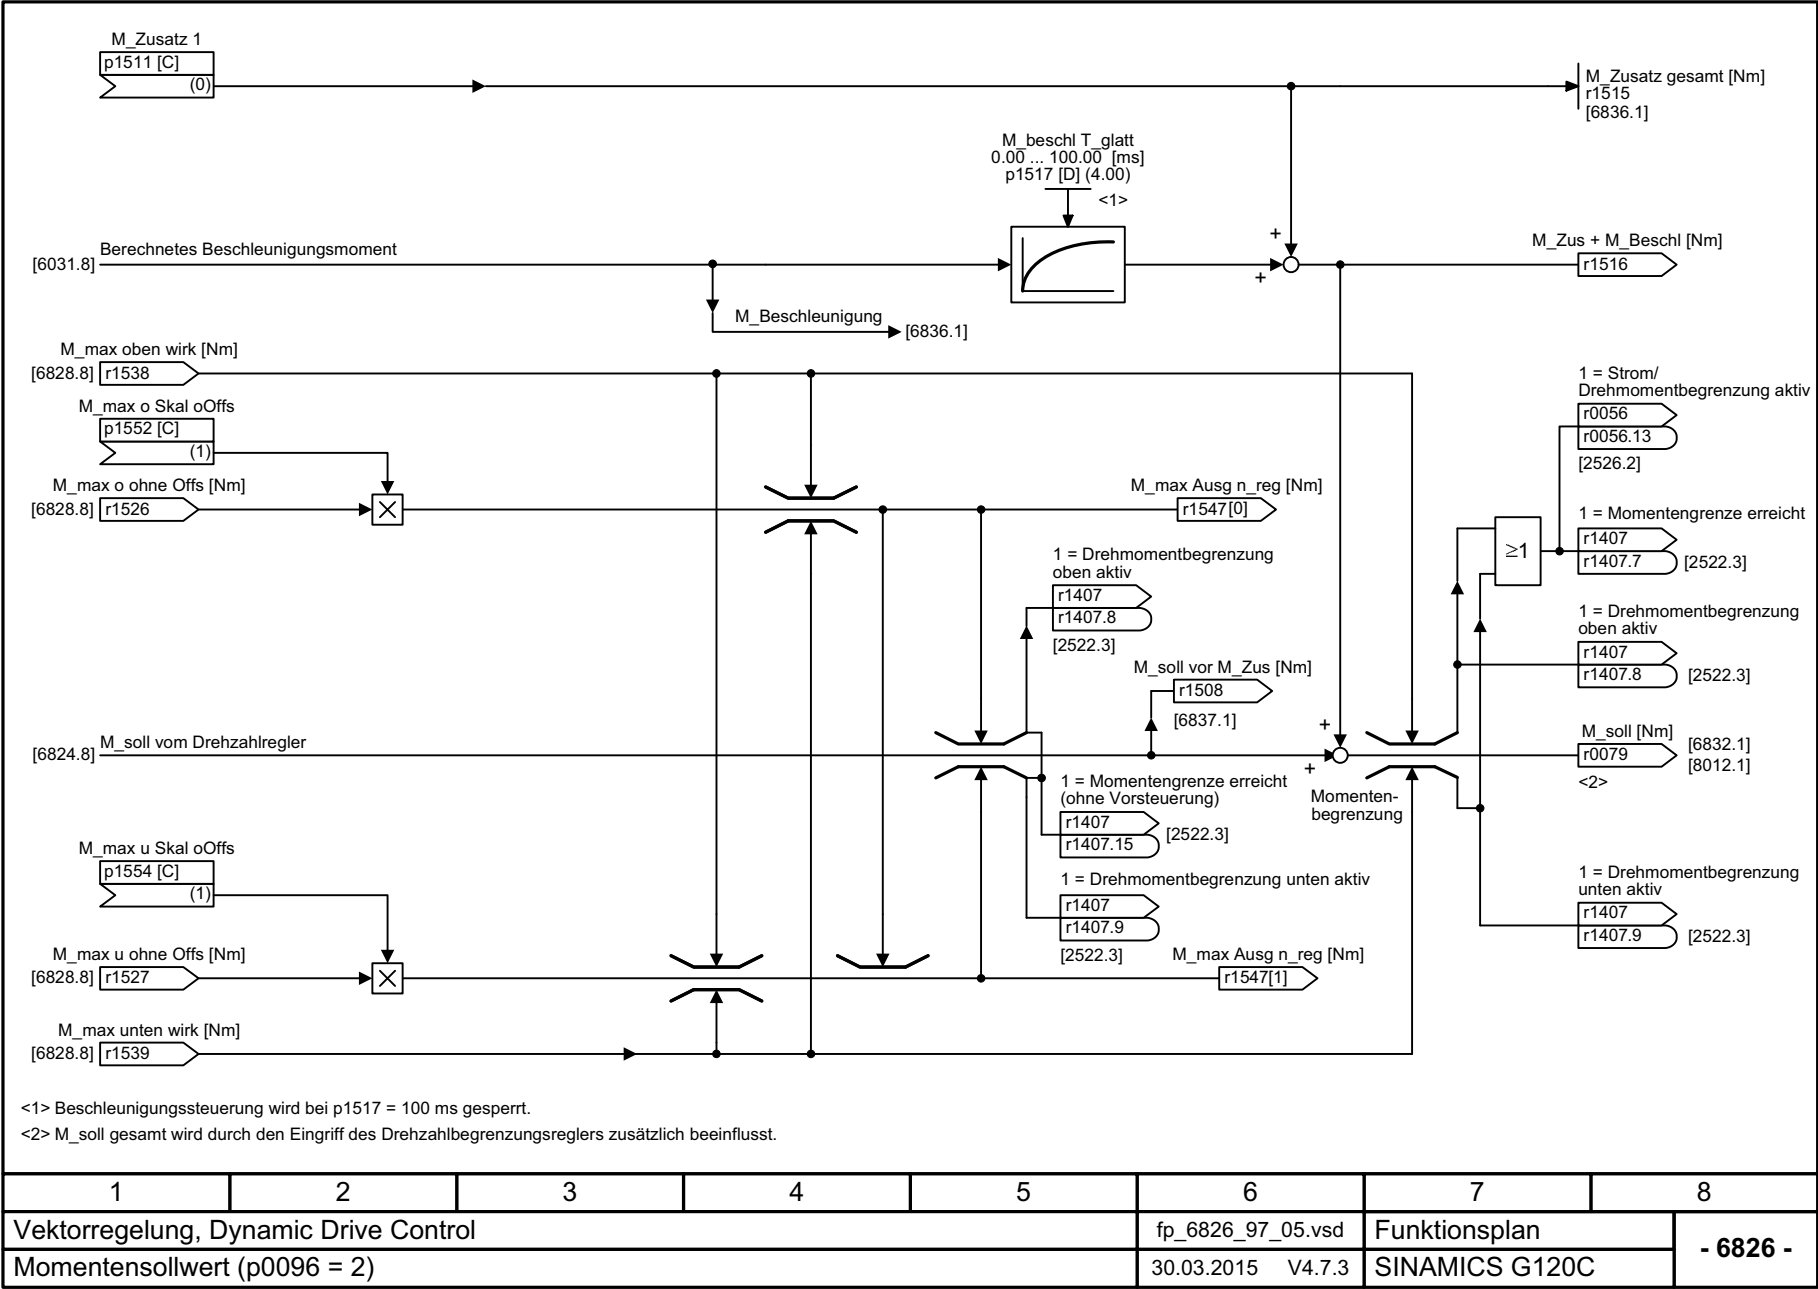 M_Zusatz 1
p1511 [C]
(0)
M_Zusatz gesamt [Nm]
r1515
[6836.1]
M_beschl T_glatt
0.00 ... 100.00 [ms]
p1517 [D] (4.00)
<1>
[6031.8]
Berechnetes Beschleunigungsmoment
+
+
M_Zus + M_Beschl [Nm]
r1516
M_Beschleunigung
[6836.1]
M_max oben wirk [Nm]
[6828.8]
r1538
M_max o Skal oOffs
p1552 [C]
(1)
M_max o ohne Offs [Nm]
[6828.8]
r1526
M_max Ausg n_reg [Nm]
r1547[0]
1 = Strom/
Drehmomentbegrenzung aktiv
r0056
r0056.13
[2526.2]
≥1
1 = Momentengrenze erreicht
r1407
r1407.7
[2522.3]
1 = Drehmomentbegrenzung
oben aktiv
r1407
r1407.8
[2522.3]
1 = Drehmomentbegrenzung
oben aktiv
r1407
r1407.8
[2522.3]
M_soll vor M_Zus [Nm]
r1508
[6837.1]
[6824.8]
M_soll vom Drehzahlregler
+
+
Momenten-
begrenzung
M_soll [Nm]
r0079
[6832.1]
[8012.1]
<2>
1 = Momentengrenze erreicht
(ohne Vorsteuerung)
r1407
r1407.15
[2522.3]
M_max u Skal oOffs
p1554 [C]
(1)
1 = Drehmomentbegrenzung unten aktiv
r1407
r1407.9
[2522.3]
1 = Drehmomentbegrenzung
unten aktiv
r1407
r1407.9
[2522.3]
M_max u ohne Offs [Nm]
[6828.8]
r1527
M_max Ausg n_reg [Nm]
r1547[1]
M_max unten wirk [Nm]
[6828.8]
r1539
<1> Beschleunigungssteuerung wird bei p1517 = 100 ms gesperrt.
<2> M_soll gesamt wird durch den Eingriff des Drehzahlbegrenzungsreglers zusätzlich beeinflusst.
1 2 3 4 5 6 7 8
Vektorregelung, Dynamic Drive Control
fp_6826_97_05.vsd
Funktionsplan
- 6826 -
Momentensollwert (p0096 = 2)
30.03.2015 V4.7.3
SINAMICS G120C